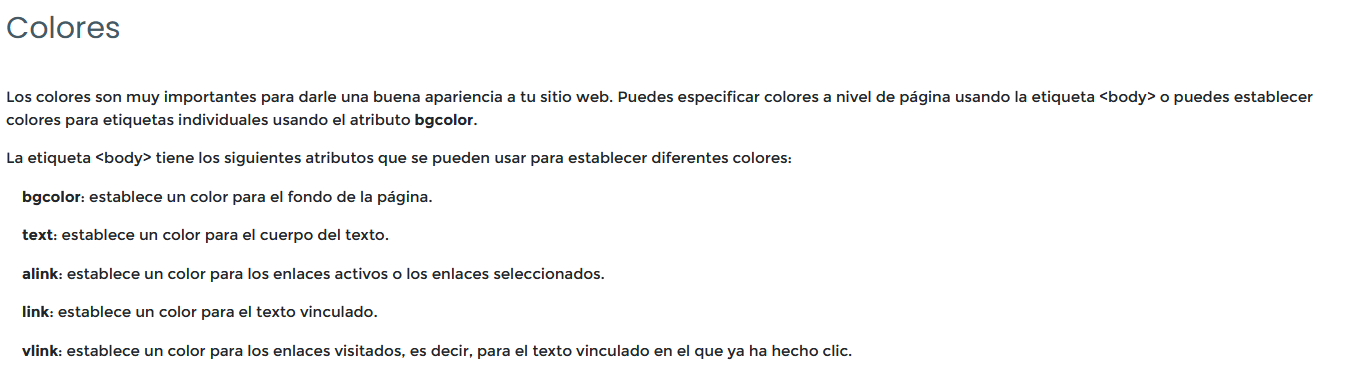 Colores
Los colores son muy importantes para darle una buena apariencia a tu sitio web. Puedes especificar colores a nivel de página usando la etiqueta <body> o puedes establecer
colores para etiquetas individuales usando el atributo bgcolor.
La etiqueta <body> tiene los siguientes atributos que se pueden usar para establecer diferentes colores:
bgcolor: establece un color para el fondo de la página.
text: establece un color para el cuerpo del texto.
alink: establece un color para los enlaces activos o los enlaces seleccionados.
link: establece un color para el texto vinculado.
vlink: establece un color para los enlaces visitados, es decir, para el texto vinculado en el que ya ha hecho clic.